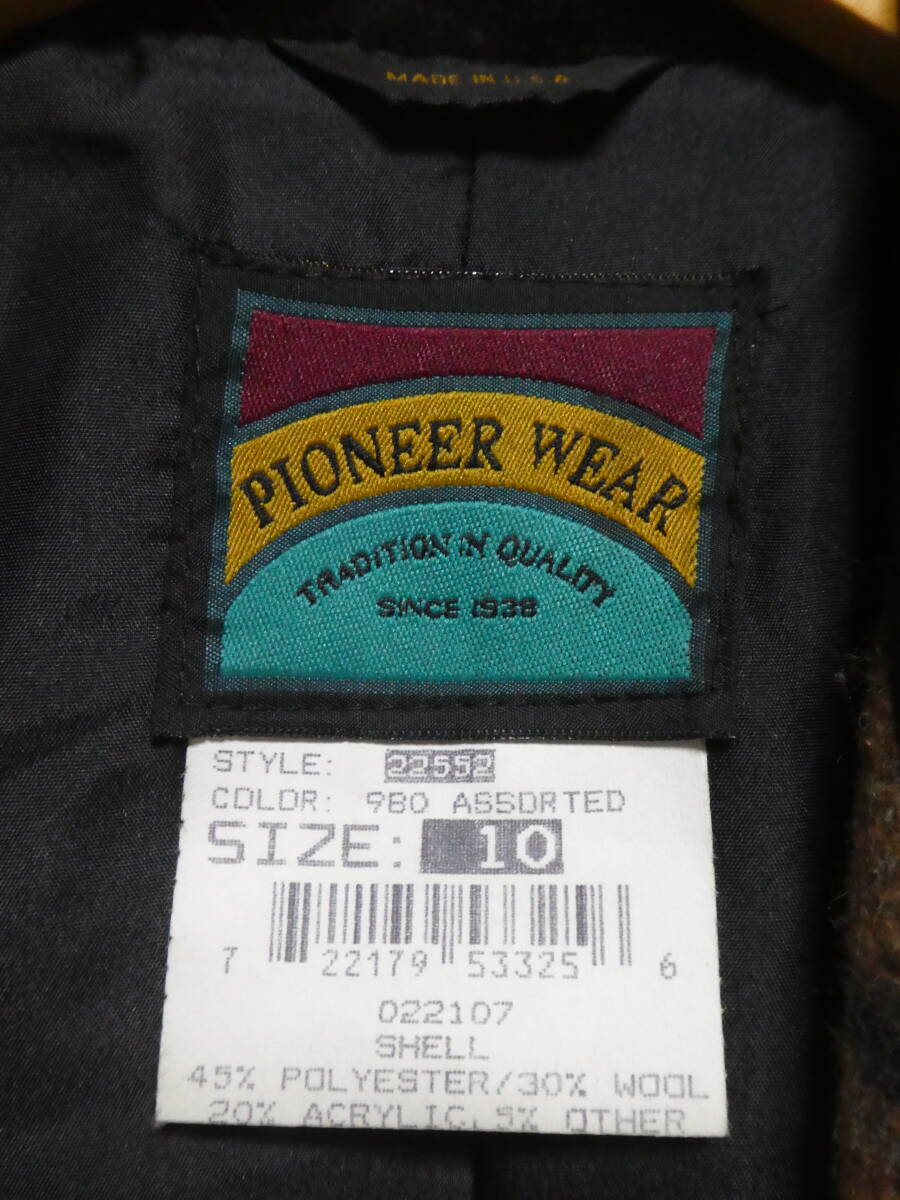 MADE IN U.S.A
PIONEER WEAR
TRADITION IN QUALITY
SINCE 1938
STYLE: 22552
COLOR: 980 ASSORTED
SIZE: 10
7 22179 53325 6
022107
SHELL
45% POLYESTER/30% WOOL
20% ACRYLIC, 5% OTHER